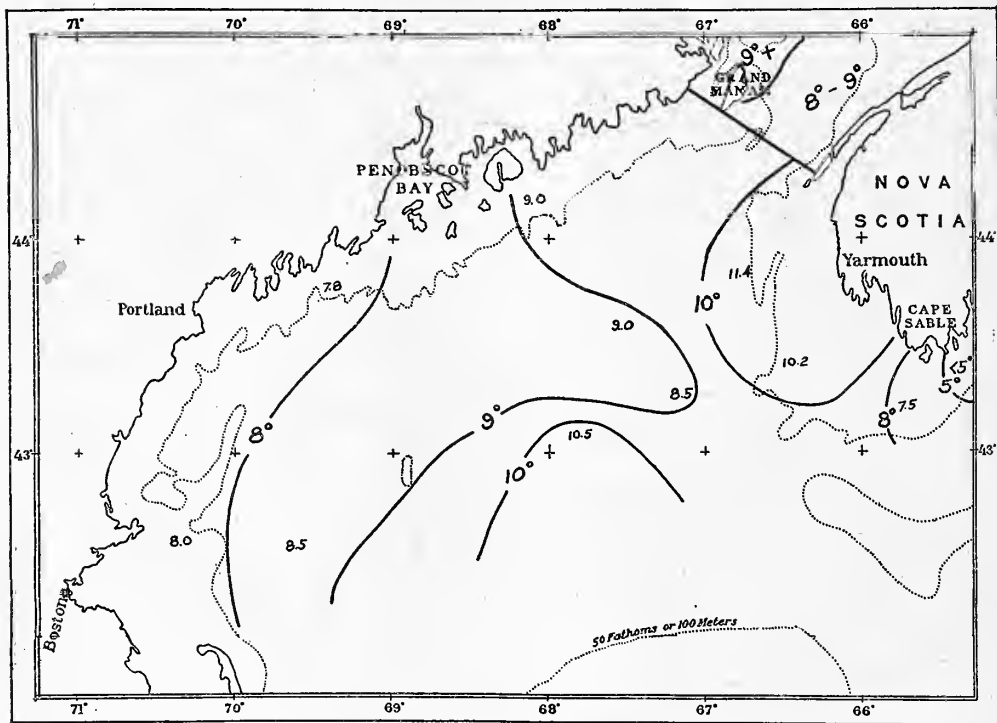 71° 70° 69° 68° 67° 66°
9°+
GRAND
MANAN
8°-9°
PENOBSCOT
BAY
NOVA
SCOTIA
9.0
44° 44°
Yarmouth
11.4
7.8
10°
Portland
CAPE
SABLE
9.0
10.2
<5°
5°
8.5
7.5
9°
8°
8°
10.5
43° 43°
10°
8.0
8.5
Boston
50 Fathoms or 100 Meters
71° 70° 69° 68° 67° 66°